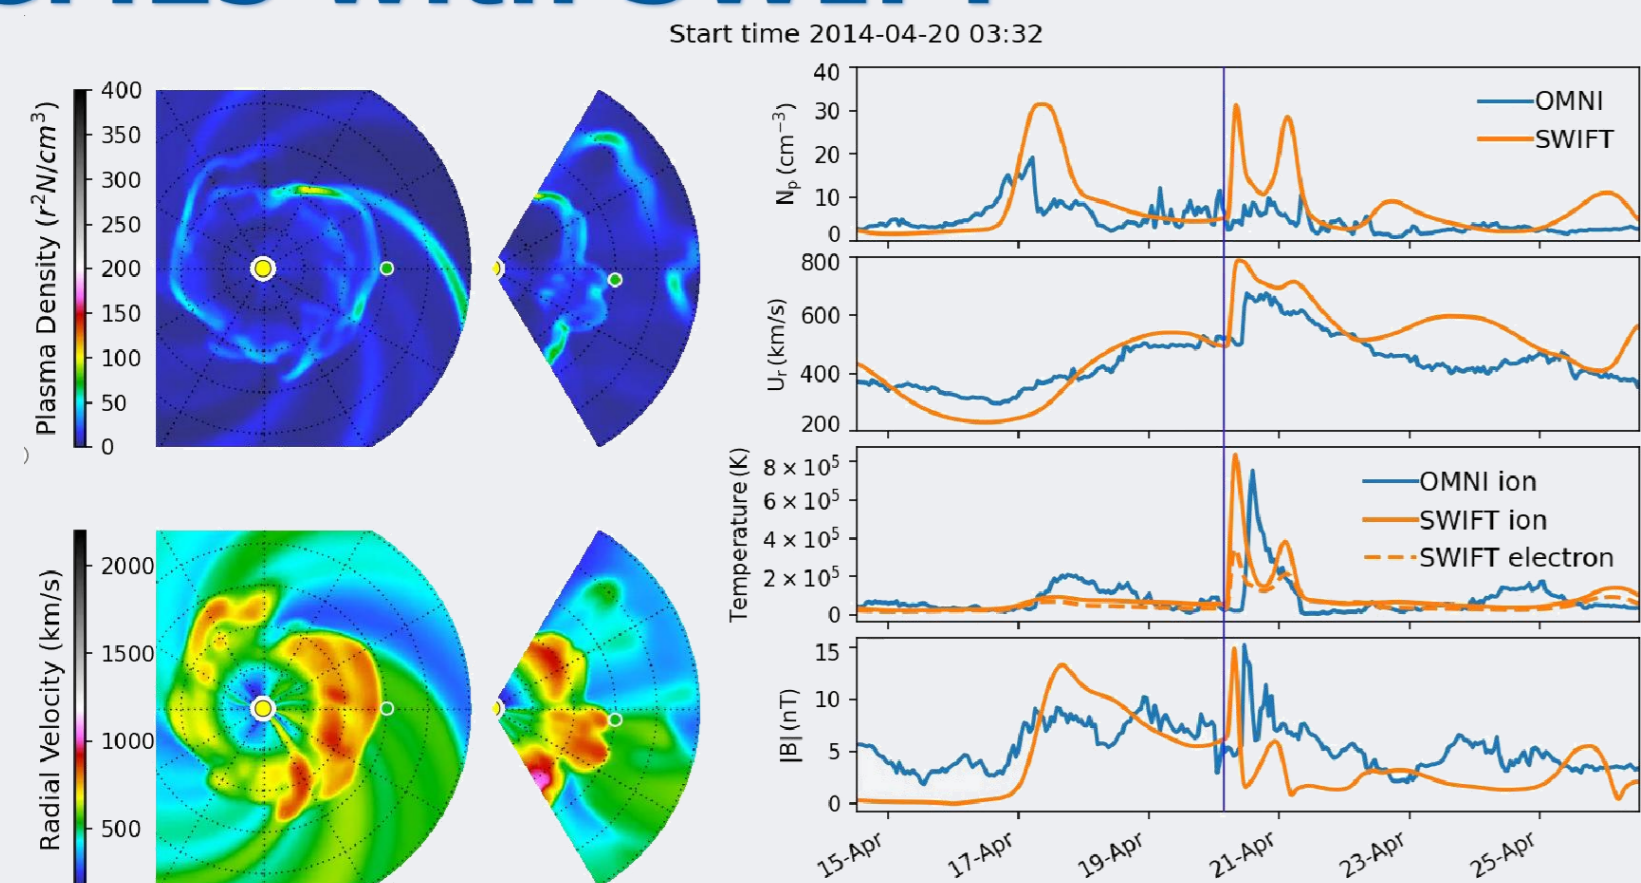 with SWIFT
Start time 2014-04-20 03:32
Plasma Density (r²N/cm³)
400
350
300
250
200
150
100
50
0
Radial Velocity (km/s)
2000
1500
1000
500
Nₚ (cm⁻³)
40
30
20
10
0
OMNI
SWIFT
Uᵣ (km/s)
800
600
400
200
Temperature (K)
8 × 10⁵
6 × 10⁵
4 × 10⁵
2 × 10⁵
0
OMNI ion
SWIFT ion
SWIFT electron
|B| (nT)
15
10
5
0
15-Apr
17-Apr
19-Apr
21-Apr
23-Apr
25-Apr